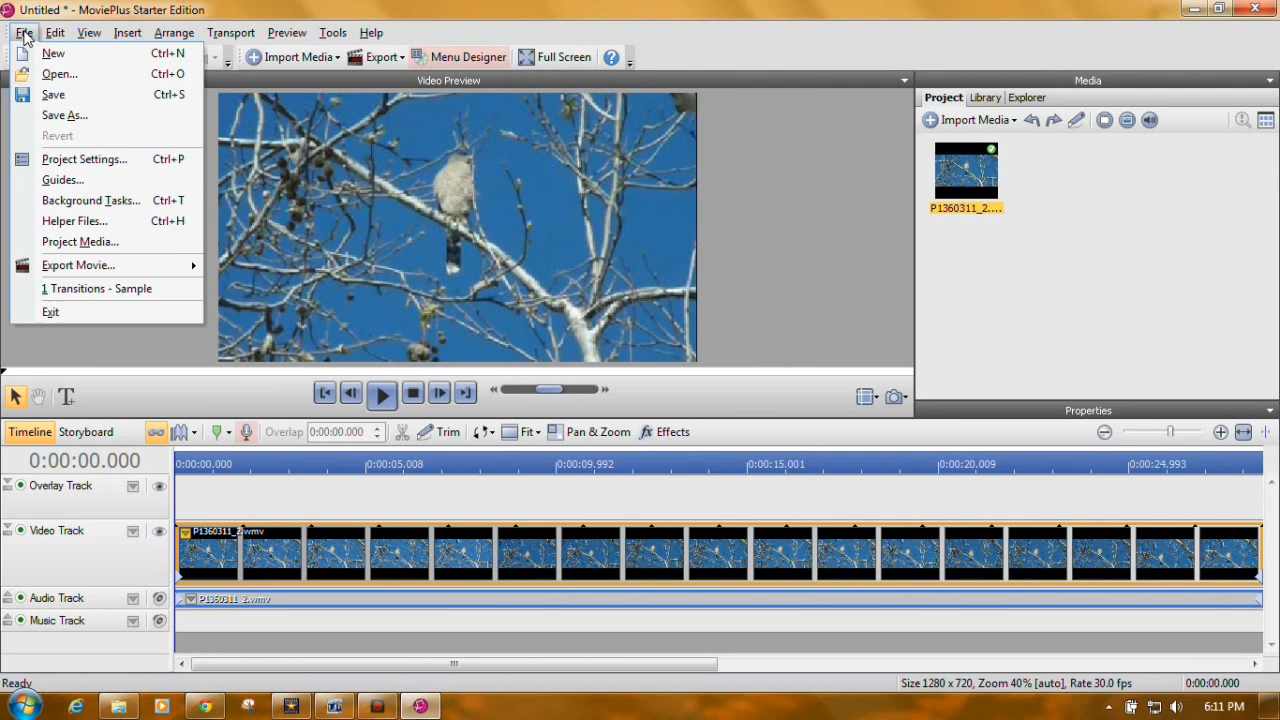 Untitled * - MoviePlus Starter Edition
File Edit View Insert Arrange Transport Preview Tools Help
Import Media Export Menu Designer Full Screen
New Ctrl+N
Open... Ctrl+O
Save Ctrl+S
Save As...
Revert
Project Settings... Ctrl+P
Guides...
Background Tasks... Ctrl+T
Helper Files... Ctrl+H
Project Media...
Export Movie...
1 Transitions - Sample
Exit
Video Preview
Media
Project Library Explorer
Import Media
P1360311_2....
Properties
Timeline Storyboard Overlap 0:00:00.000 Trim Fit Pan & Zoom Effects
0:00:00.000
0:00:00.000 0:00:05.008 0:00:09.992 0:00:15.001 0:00:20.009 0:00:24.993
Overlay Track
Video Track
P1360311_2.wmv
Audio Track
P1360311_2.wmv
Music Track
Ready
Size 1280 x 720, Zoom 40% [auto], Rate 30.0 fps 0:00:00.000
6:11 PM